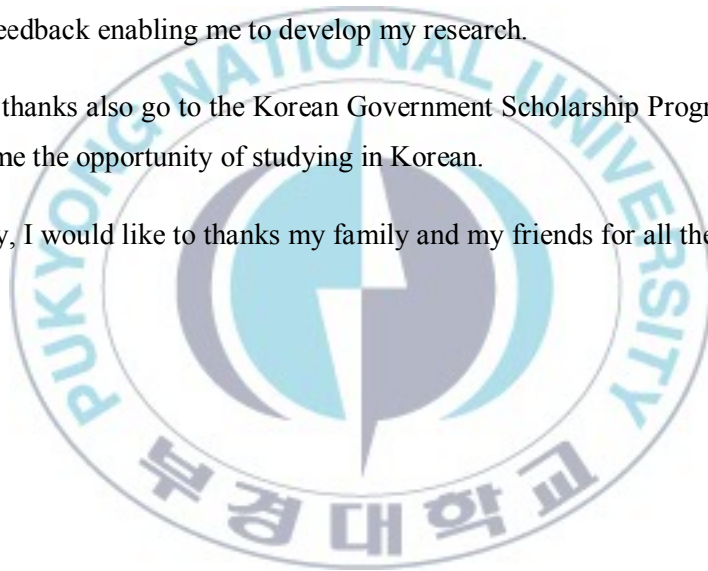 eedback enabling me to develop my research.
thanks also go to the Korean Government Scholarship Progr
me the opportunity of studying in Korean.
y, I would like to thanks my family and my friends for all the
PUKYONG NATIONAL UNIVERSITY
부경대학교